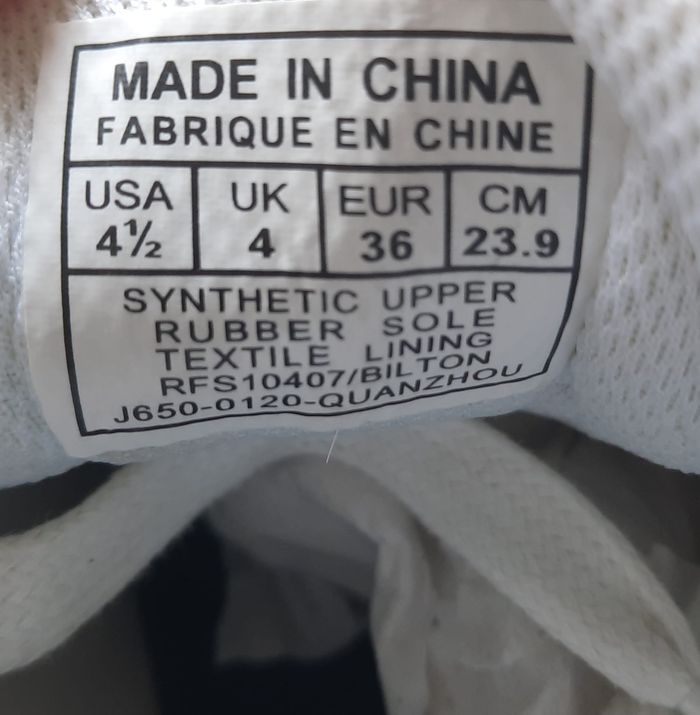 MADE IN CHINA
FABRIQUE EN CHINE
USA UK EUR CM
4½ 4 36 23.9
SYNTHETIC UPPER
RUBBER SOLE
TEXTILE LINING
RFS10407/BILTON
J650-0120-QUANZHOU